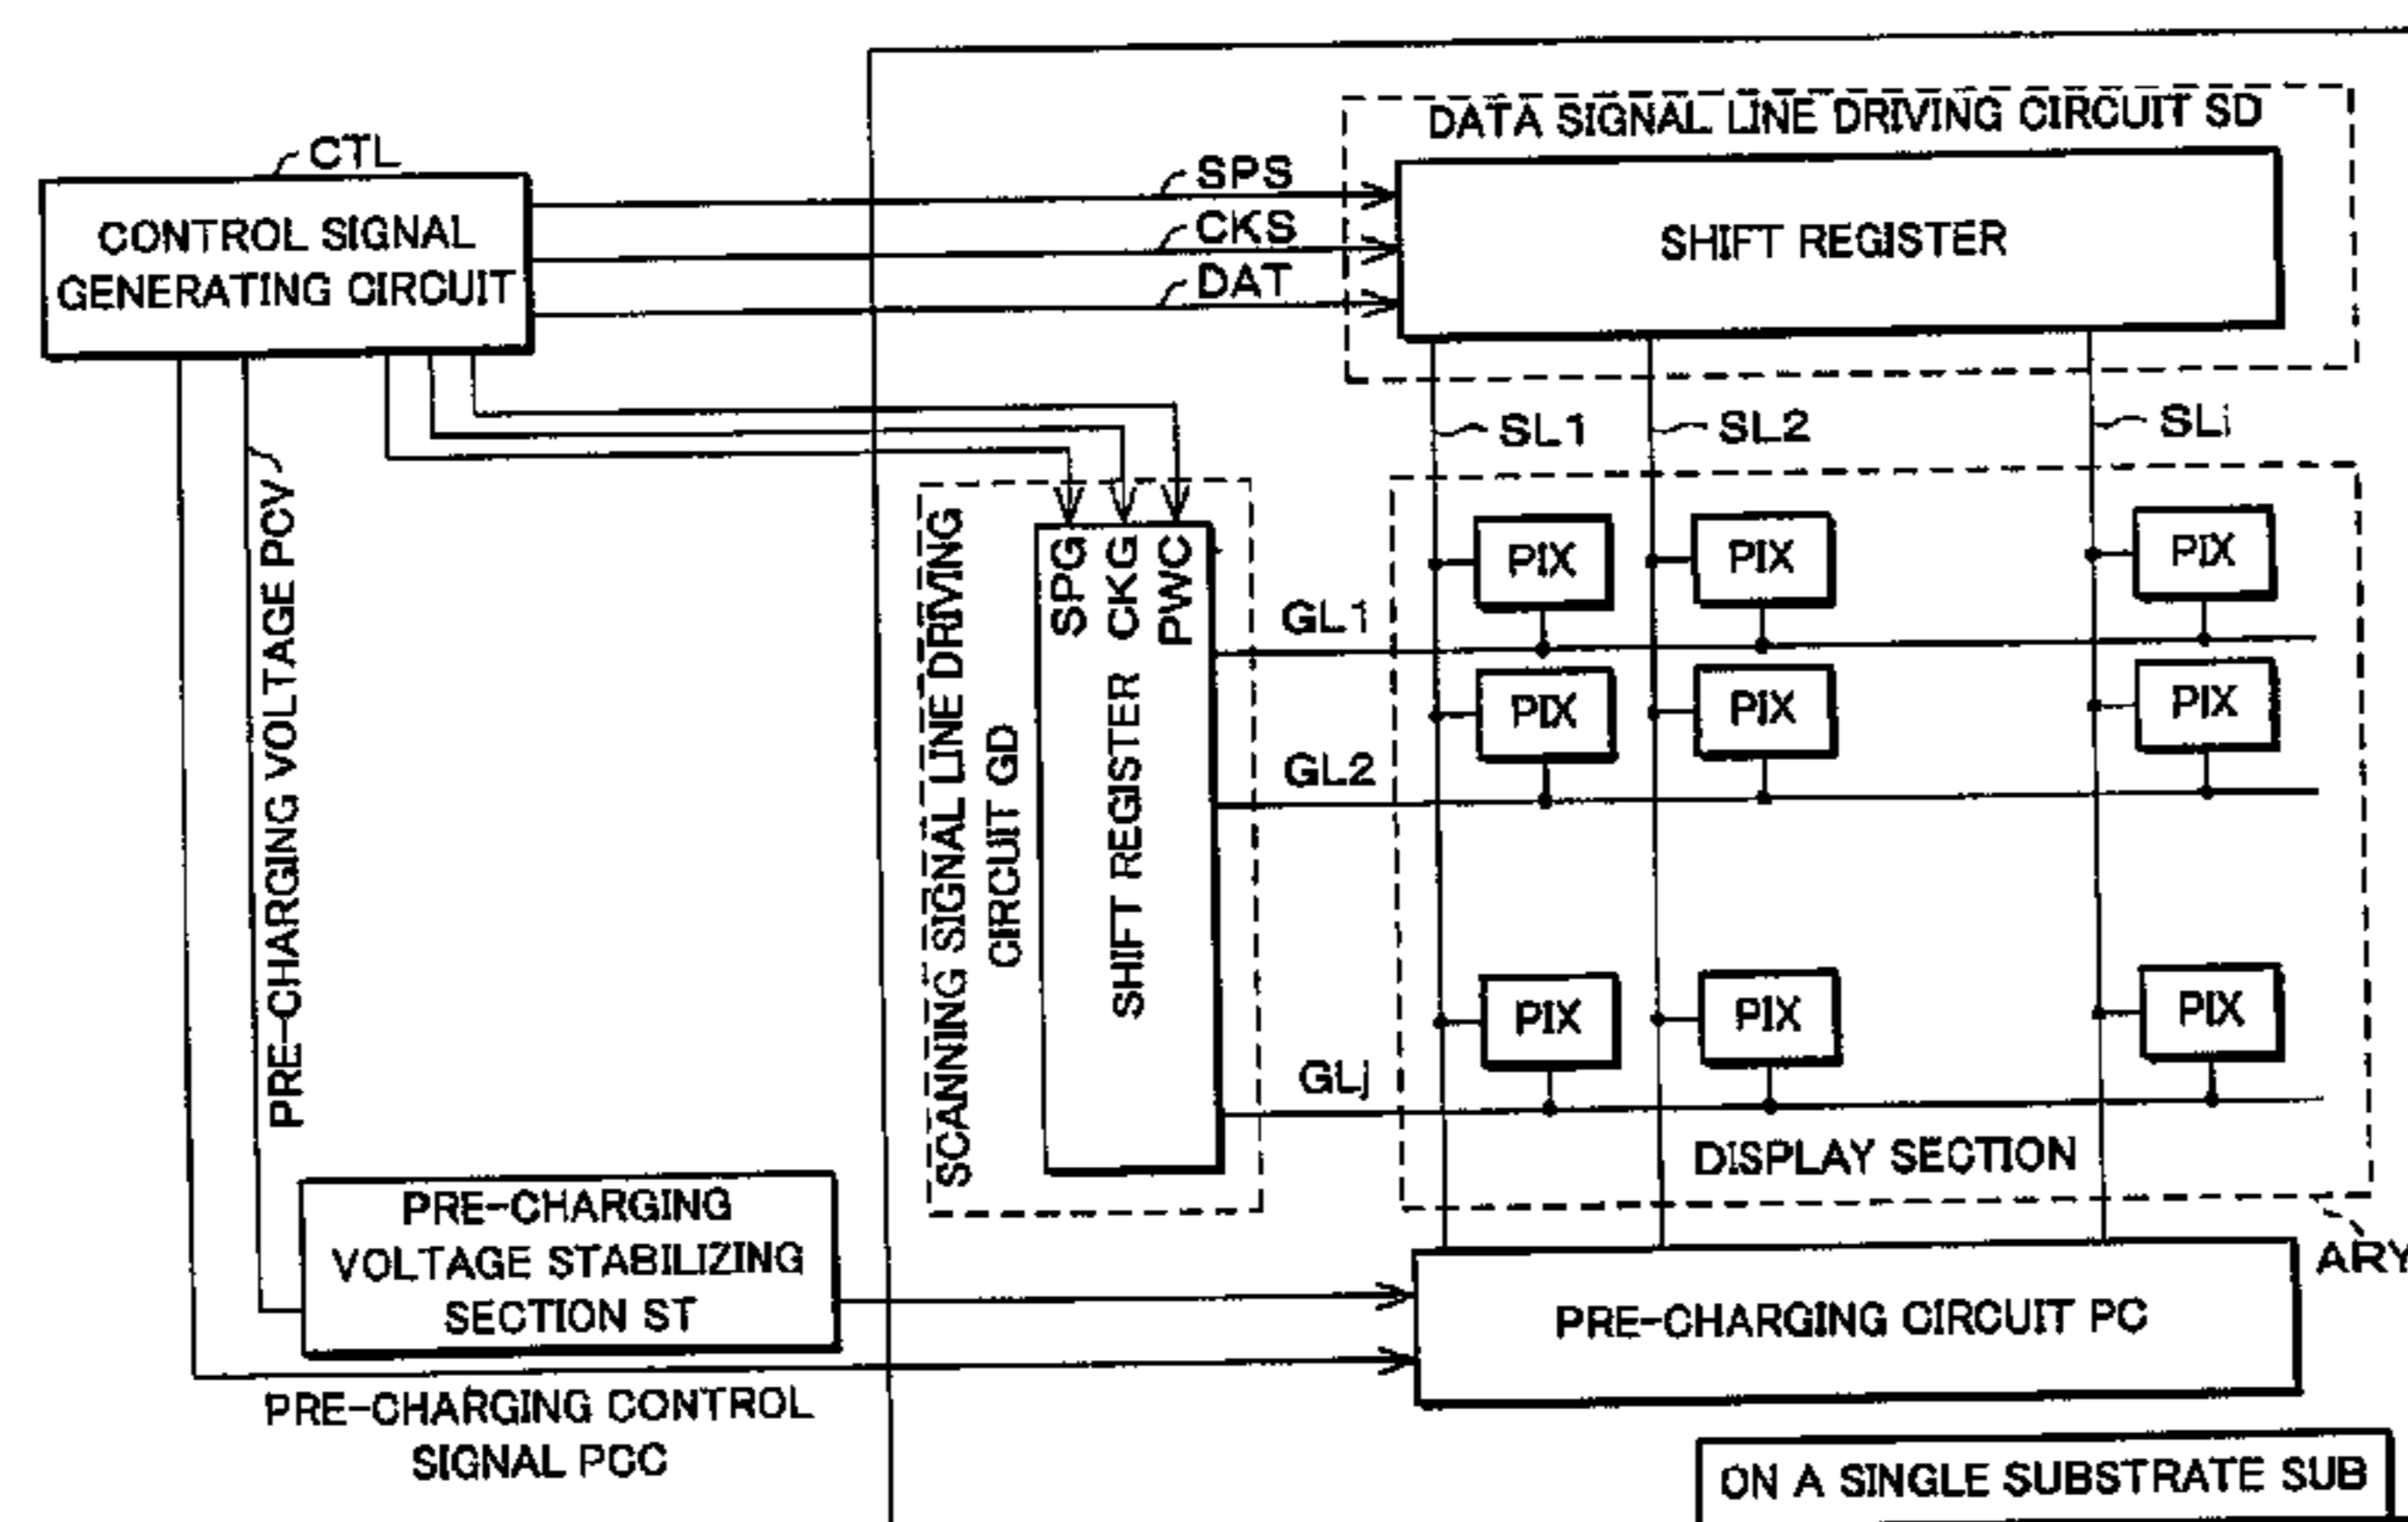 CTL
CONTROL SIGNAL
GENERATING CIRCUIT
SPS
CKS
DAT
DATA SIGNAL LINE DRIVING CIRCUIT SD
SHIFT REGISTER
SL1
SL2
SLi
PRE-CHARGING VOLTAGE PCV
SCANNING SIGNAL LINE DRIVING
CIRCUIT GD
SPG
CKG
PWC
SHIFT REGISTER
GL1
GL2
GLj
PIX
PIX
PIX
PIX
PIX
PIX
PIX
PIX
PIX
DISPLAY SECTION
ARY
PRE-CHARGING
VOLTAGE STABILIZING
SECTION ST
PRE-CHARGING CIRCUIT PC
PRE-CHARGING CONTROL
SIGNAL PCC
ON A SINGLE SUBSTRATE SUB